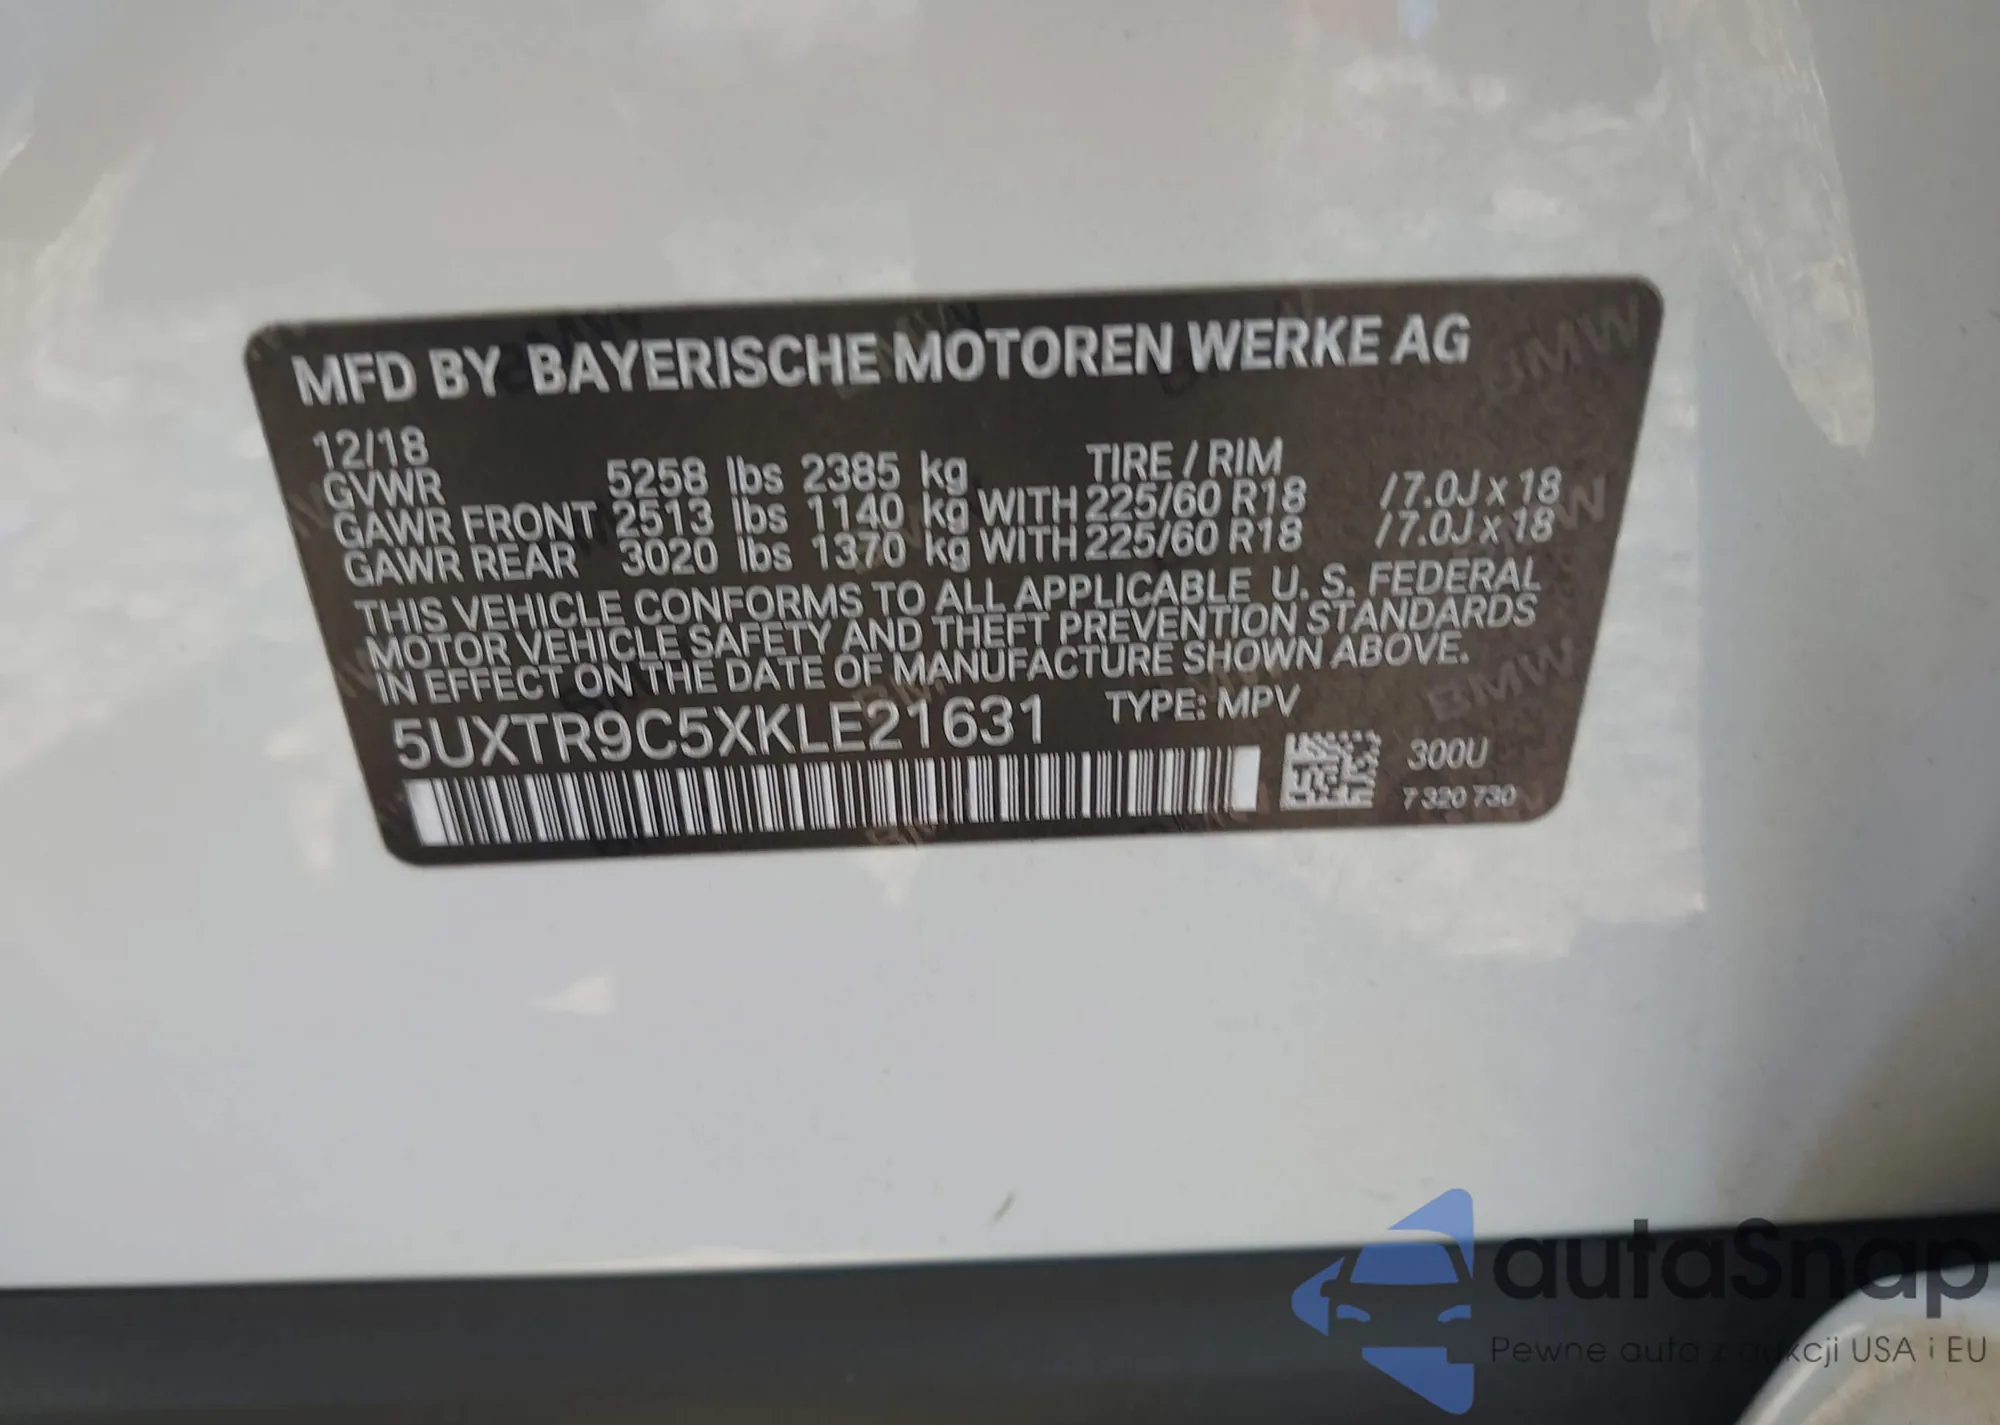 MFD BY BAYERISCHE MOTOREN WERKE AG
12/18
TIRE / RIM
GVWR 5258 lbs 2385 kg
GAWR FRONT 2513 lbs 1140 kg WITH 225/60 R18 /7.0J x 18
GAWR REAR 3020 lbs 1370 kg WITH 225/60 R18 /7.0J x 18
THIS VEHICLE CONFORMS TO ALL APPLICABLE U. S. FEDERAL
MOTOR VEHICLE SAFETY AND THEFT PREVENTION STANDARDS
IN EFFECT ON THE DATE OF MANUFACTURE SHOWN ABOVE.
5UXTR9C5XKLE21631 TYPE: MPV
300U
7 320 730
autaSnap
Pewne auta z aukcji USA i EU